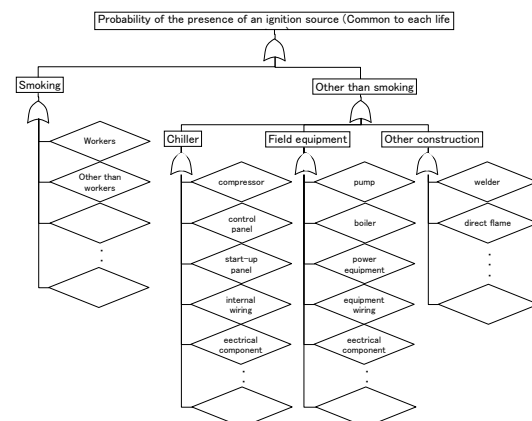 Probability of the presence of an ignition source (Common to each life
Smoking
Other than smoking
Workers
Other than
workers
Chiller
Field equipment
Other construction
compressor
control
panel
start-up
panel
internal
wiring
eectrical
component
pump
boiler
power
equipment
equipment
wiring
eectrical
component
welder
direct flame